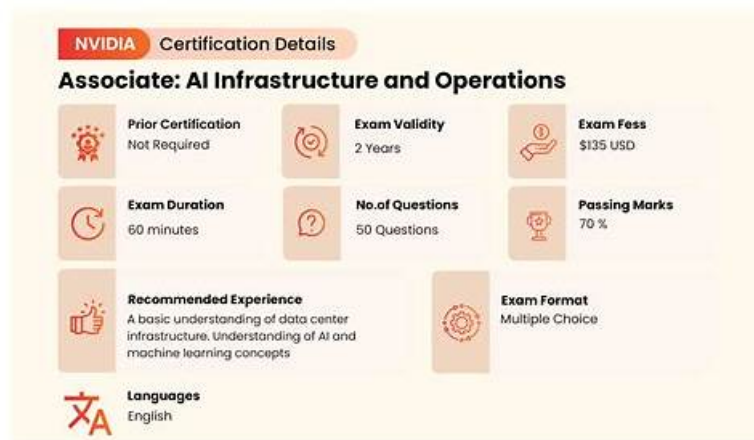 NVIDIA Certification Details
Associate: AI Infrastructure and Operations
Prior Certification
Not Required
Exam Validity
2 Years
Exam Fess
$135 USD
Exam Duration
60 minutes
No.of Questions
50 Questions
Passing Marks
70 %
Recommended Experience
A basic understanding of data center
infrastructure. Understanding of AI and
machine learning concepts
Exam Format
Multiple Choice
Languages
English